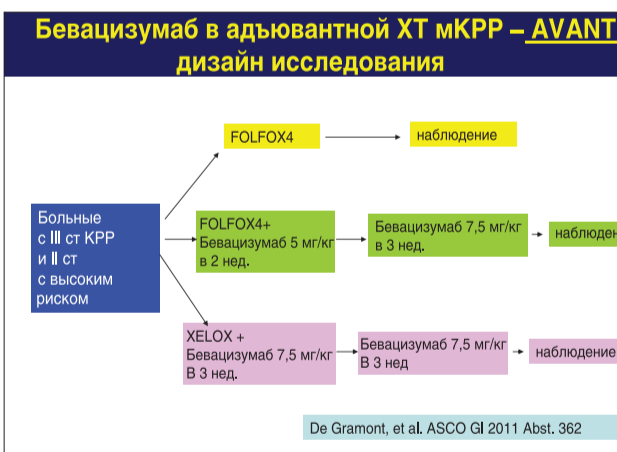 Бевацизумаб в адъювантной ХТ мКРР – AVANT
дизайн исследования
FOLFOX4
наблюдение
Больные
с III ст КРР
и II ст
с высоким
риском
FOLFOX4+
Бевацизумаб 5 мг/кг
в 2 нед.
Бевацизумаб 7,5 мг/кг
в 3 нед.
наблюден
XELOX +
Бевацизумаб 7,5 мг/кг
В 3 нед.
Бевацизумаб 7,5 мг/кг
В 3 нед
наблюдение
De Gramont, et al. ASCO GI 2011 Abst. 362